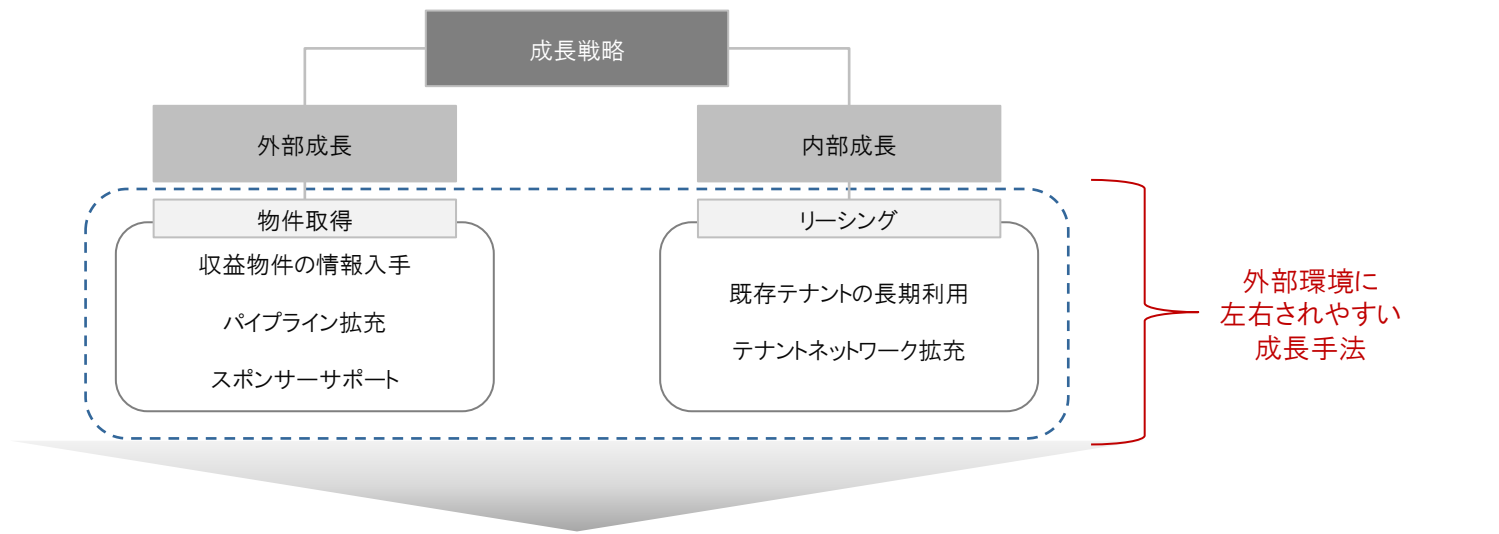 成長戦略
外部成長
内部成長
物件取得
収益物件の情報入手
パイプライン拡充
スポンサーサポート
リーシング
既存テナントの長期利用
テナントネットワーク拡充
外部環境に
左右されやすい
成長手法